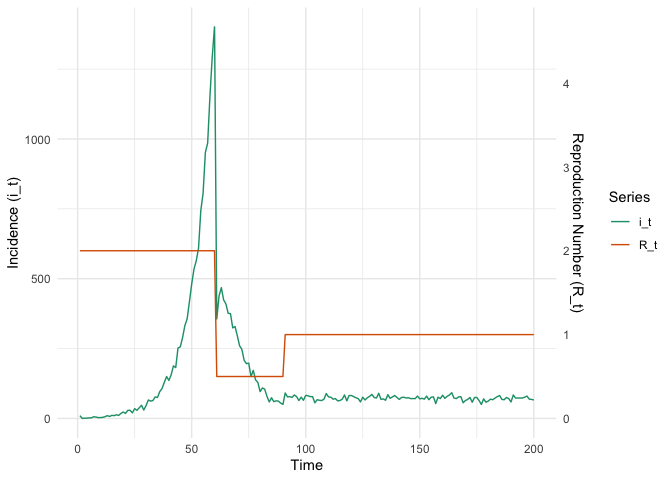 Incidence (i_t)
1000
500
0
4
3
2
1
0
Reproduction Number (R_t)
0
50
100
150
200
Time
Series
i_t
R_t